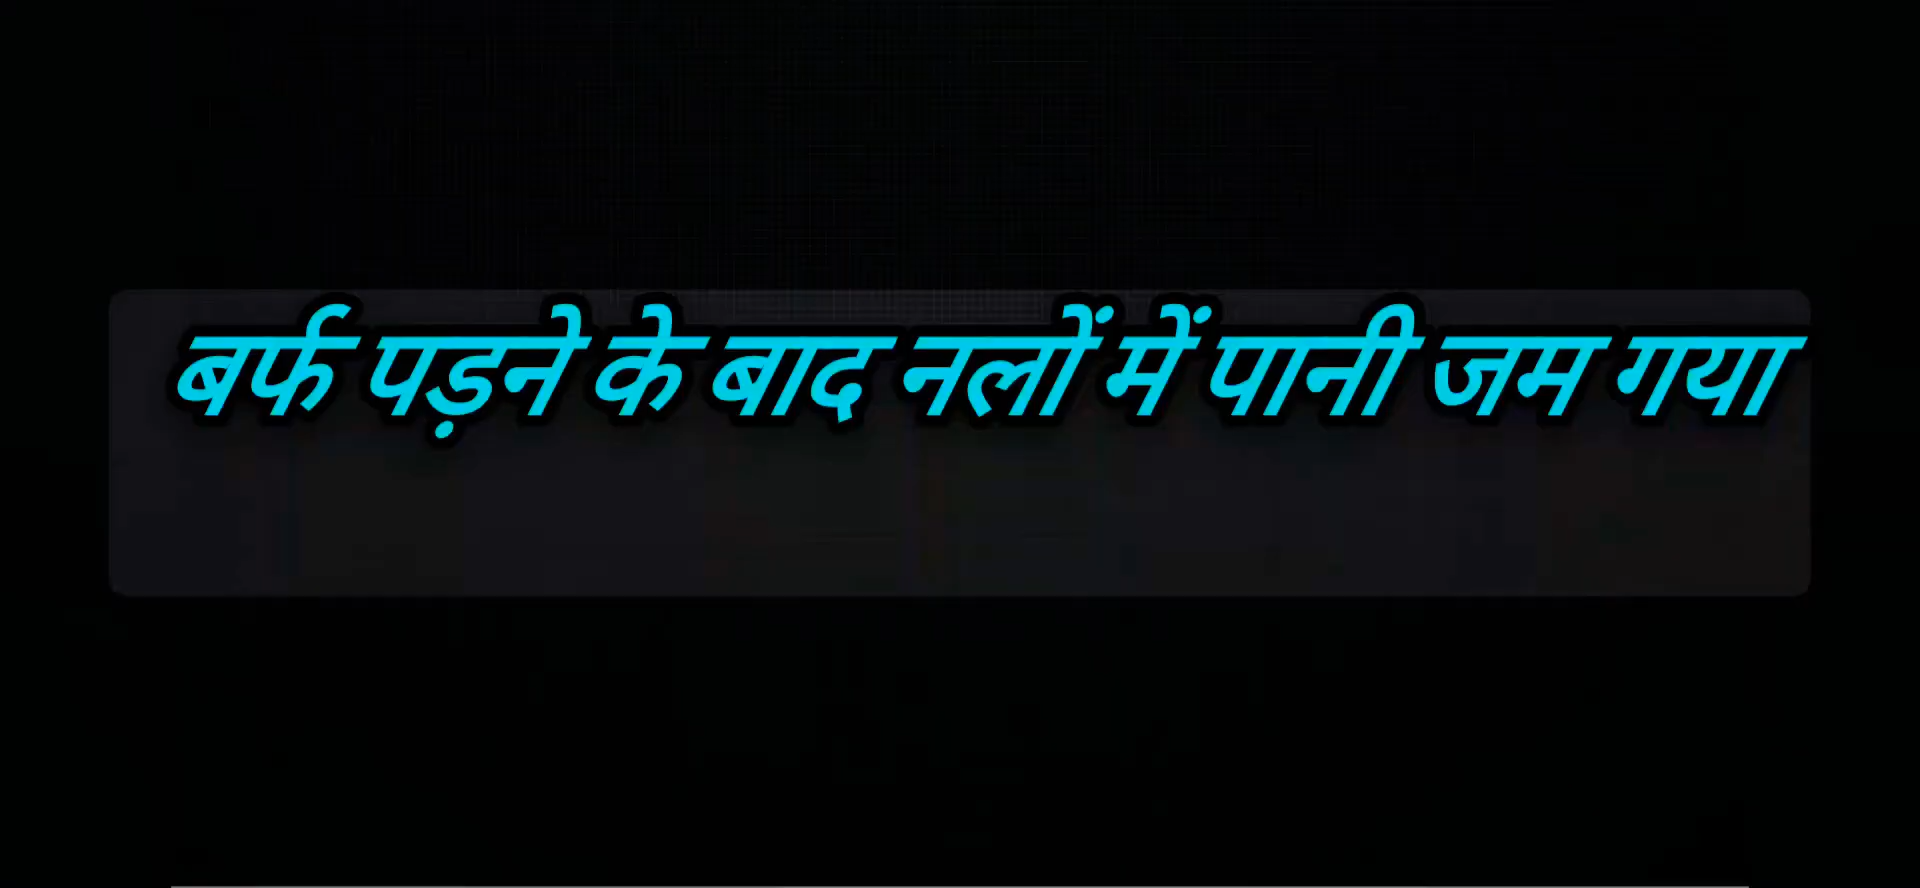 बर्फ पड़ने के बाद नलों में पानी जम गया